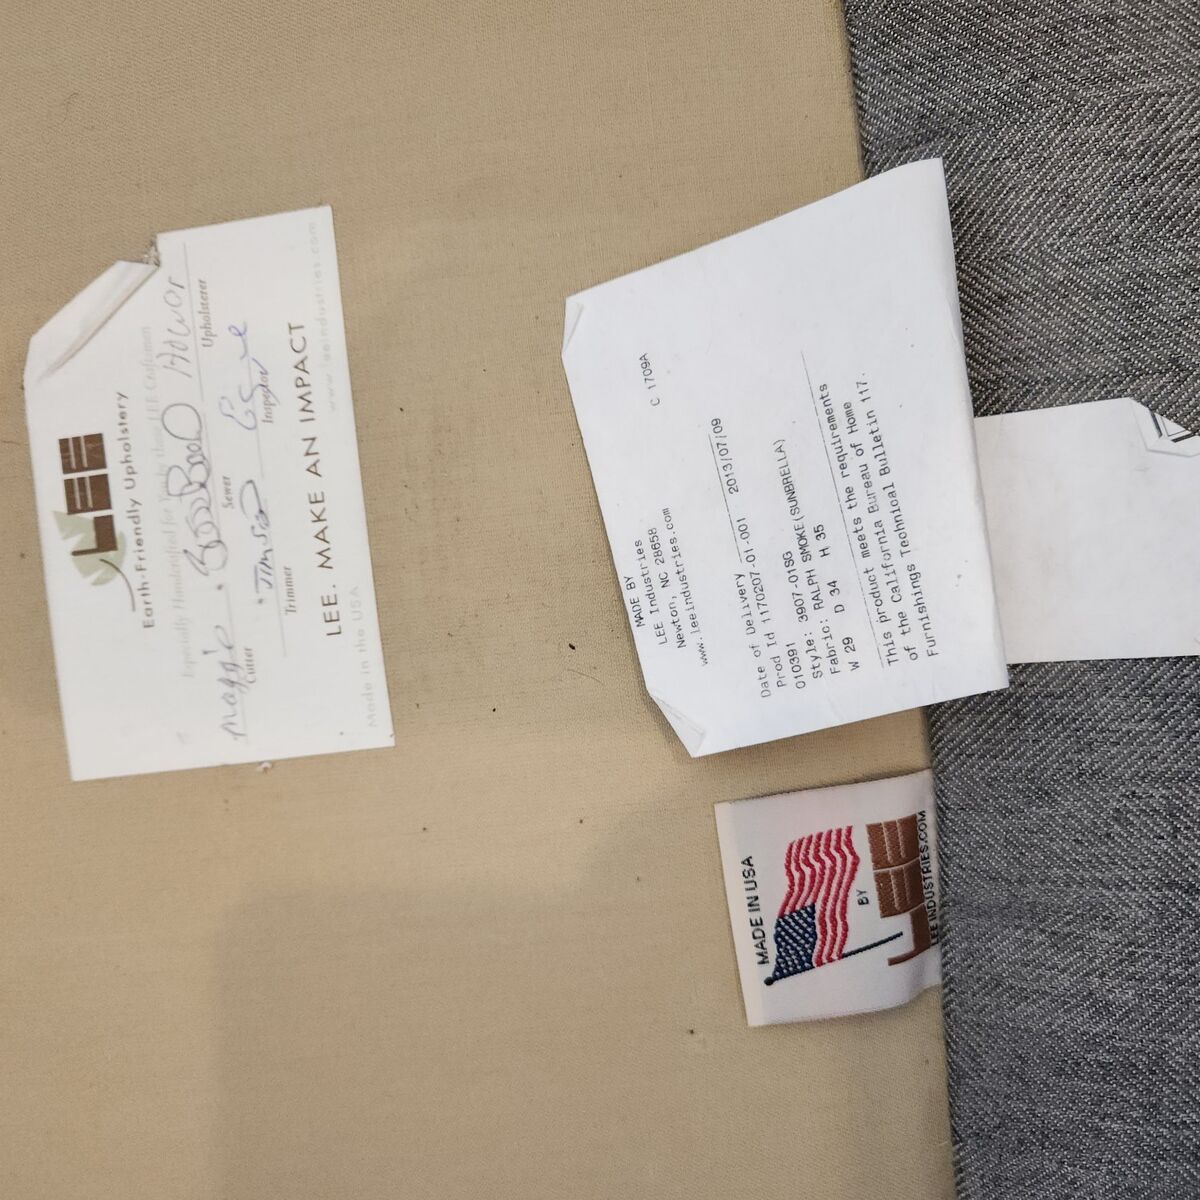 LEE
Earth-Friendly Upholstery
Especially Handcrafted for You by these LEE Craftsmen
Maggie
Cutter
Sewer
Upholsterer
Trimmer
Inspector
LEE. MAKE AN IMPACT
Made in the USA www.leeindustries.com
MADE BY
LEE Industries
Newton, NC 28658
www.leeindustries.com
C 1709A
Date of Delivery 2013/07/09
Prod Id 1170207-01-001
010391
Style: 3907-01SG
Fabric: RALPH SMOKE(SUNBRELLA)
W 29 D 34 H 35
This product meets the requirements
of the California Bureau of Home
Furnishings Technical Bulletin 117.
MADE IN USA
BY
LEE
LEE INDUSTRIES.COM